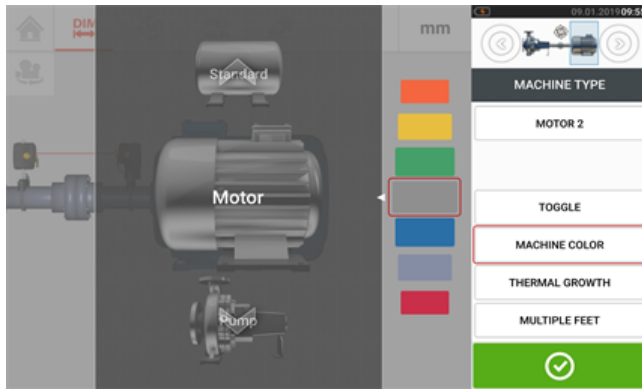 DIM
mm
Standard
Motor
Pump
09.01.2019 09:55
MACHINE TYPE
MOTOR 2
TOGGLE
MACHINE COLOR
THERMAL GROWTH
MULTIPLE FEET